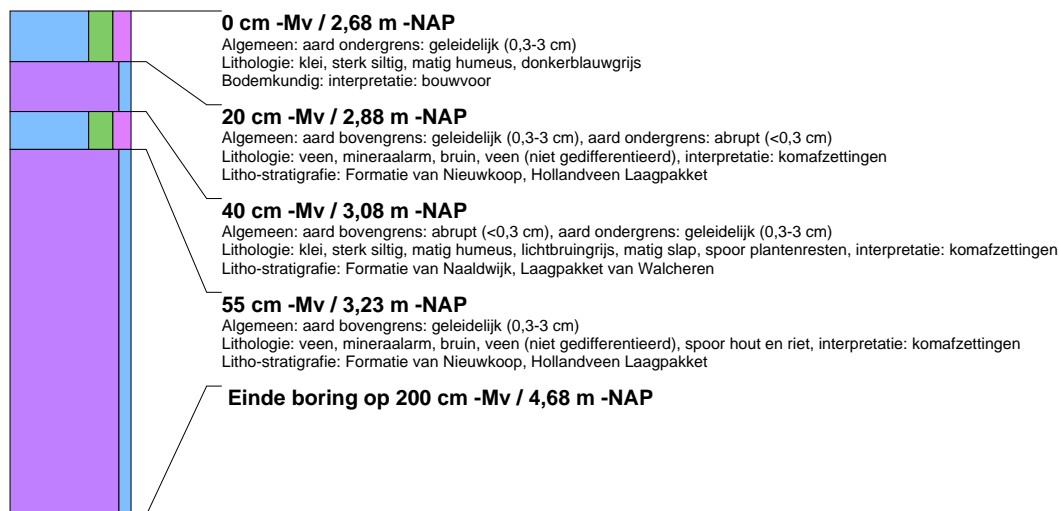 0 cm -Mv / 2,68 m -NAP
Algemeen: aard ondergrens: geleidelijk (0,3-3 cm)
Lithologie: klei, sterk siltig, matig humeus, donkerblauwgrijs
Bodemkundig: interpretatie: bouwvoor
20 cm -Mv / 2,88 m -NAP
Algemeen: aard bovengrens: geleidelijk (0,3-3 cm), aard ondergrens: abrupt (<0,3 cm)
Lithologie: veen, mineraalarm, bruin, veen (niet gedifferentieerd), interpretatie: komafzettingen
Litho-stratigrafie: Formatie van Nieuwkoop, Hollandveen Laagpakket
40 cm -Mv / 3,08 m -NAP
Algemeen: aard bovengrens: abrupt (<0,3 cm), aard ondergrens: geleidelijk (0,3-3 cm)
Lithologie: klei, sterk siltig, matig humeus, lichtbruingrijs, matig slap, spoor plantenresten, interpretatie: komafzettingen
Litho-stratigrafie: Formatie van Naaldwijk, Laagpakket van Walcheren
55 cm -Mv / 3,23 m -NAP
Algemeen: aard bovengrens: geleidelijk (0,3-3 cm)
Lithologie: veen, mineraalarm, bruin, veen (niet gedifferentieerd), spoor hout en riet, interpretatie: komafzettingen
Litho-stratigrafie: Formatie van Nieuwkoop, Hollandveen Laagpakket
Einde boring op 200 cm -Mv / 4,68 m -NAP